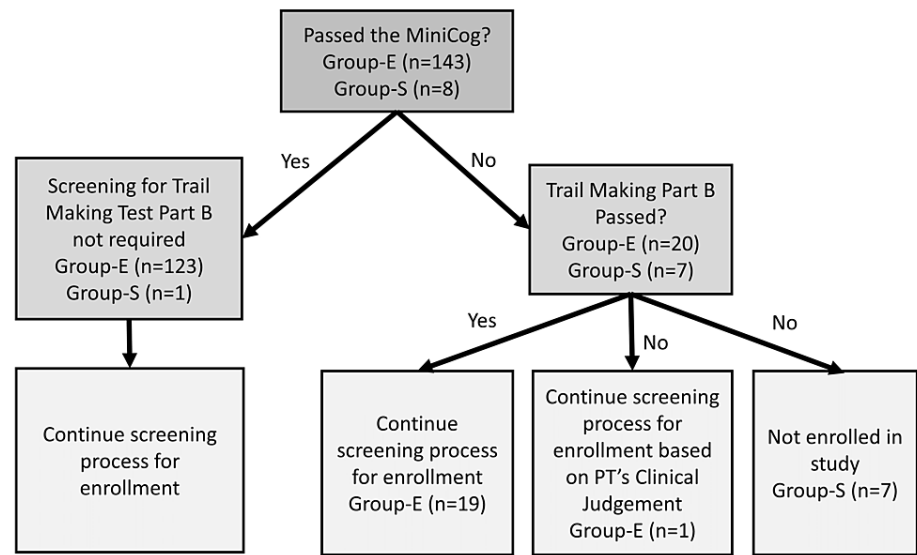 Passed the MiniCog?
Group-E (n=143)
Group-S (n=8)
Yes
No
Screening for Trail
Making Test Part B
not required
Group-E (n=123)
Group-S (n=1)
Trail Making Part B
Passed?
Group-E (n=20)
Group-S (n=7)
Yes
No
No
Continue screening
process for
enrollment
Continue
screening process
for enrollment
Group-E (n=19)
Continue screening
process for
enrollment based
on PT’s Clinical
Judgement
Group-E (n=1)
Not enrolled in
study
Group-S (n=7)